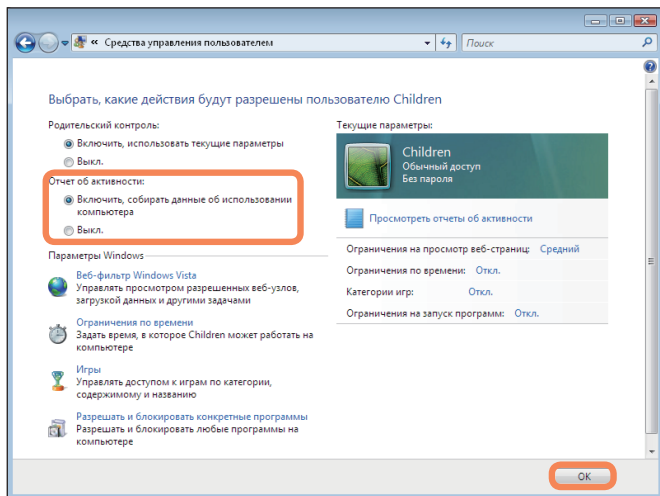 « Средства управления пользователем
Поиск
Выбрать, какие действия будут разрешены пользователю Children
Родительский контроль:
Включить, использовать текущие параметры
Выкл.
Отчет об активности:
Включить, собирать данные об использовании
компьютера
Выкл.
Параметры Windows
Веб-фильтр Windows Vista
Управлять просмотром разрешенных веб-узлов,
загрузкой данных и другими задачами
Ограничения по времени
Задать время, в которое Children может работать на
компьютере
Игры
Управлять доступом к играм по категории,
содержимому и названию
Разрешать и блокировать конкретные программы
Разрешать и блокировать любые программы на
компьютере
Текущие параметры:
Children
Обычный доступ
Без пароля
Просмотреть отчеты об активности
Ограничения на просмотр веб-страниц: Средний
Ограничения по времени: Откл.
Категории игр: Откл.
Ограничения на запуск программ: Откл.
OK